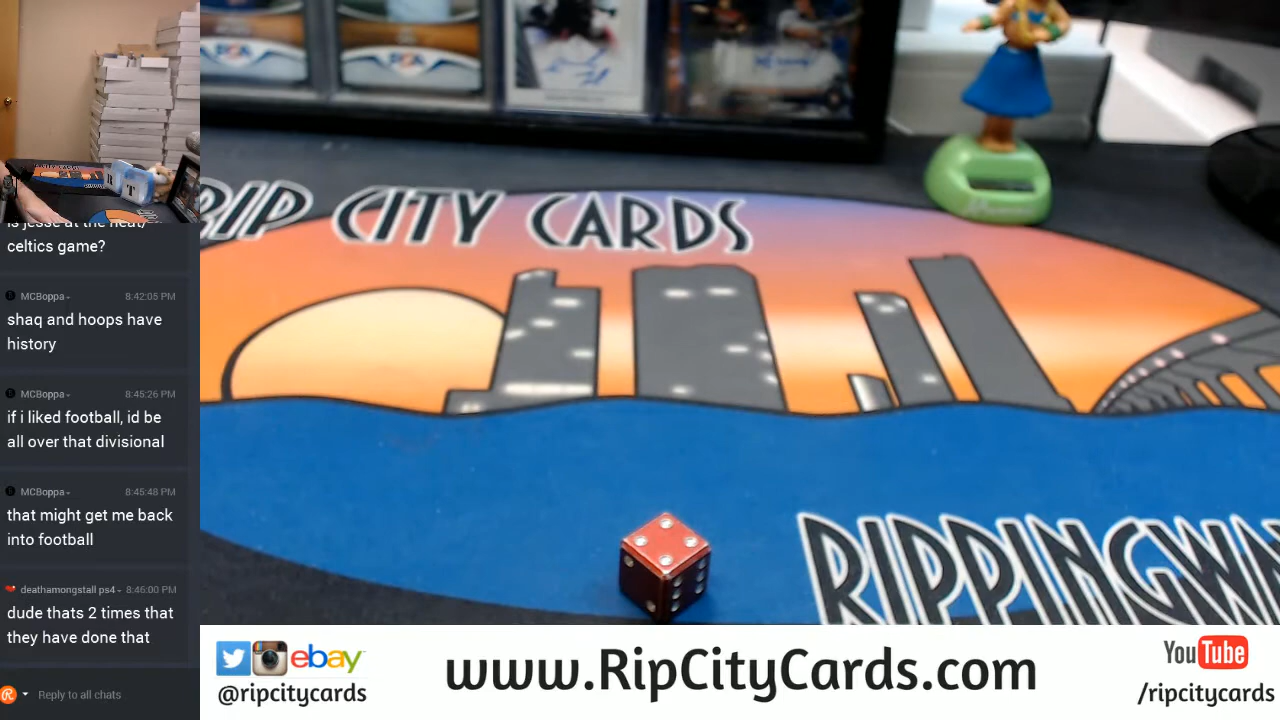 is jesse at the heat/
celtics game?
MCBoppa 8:42:05 PM
shaq and hoops have
history
MCBoppa 8:45:26 PM
if i liked football, id be
all over that divisional
MCBoppa 8:45:48 PM
that might get me back
into football
deathamongstall ps4 8:46:00 PM
dude thats 2 times that
they have done that
Reply to all chats
RIP CITY CARDS
ebay
@ripcitycards
www.RipCityCards.com
YouTube
/ripcitycards